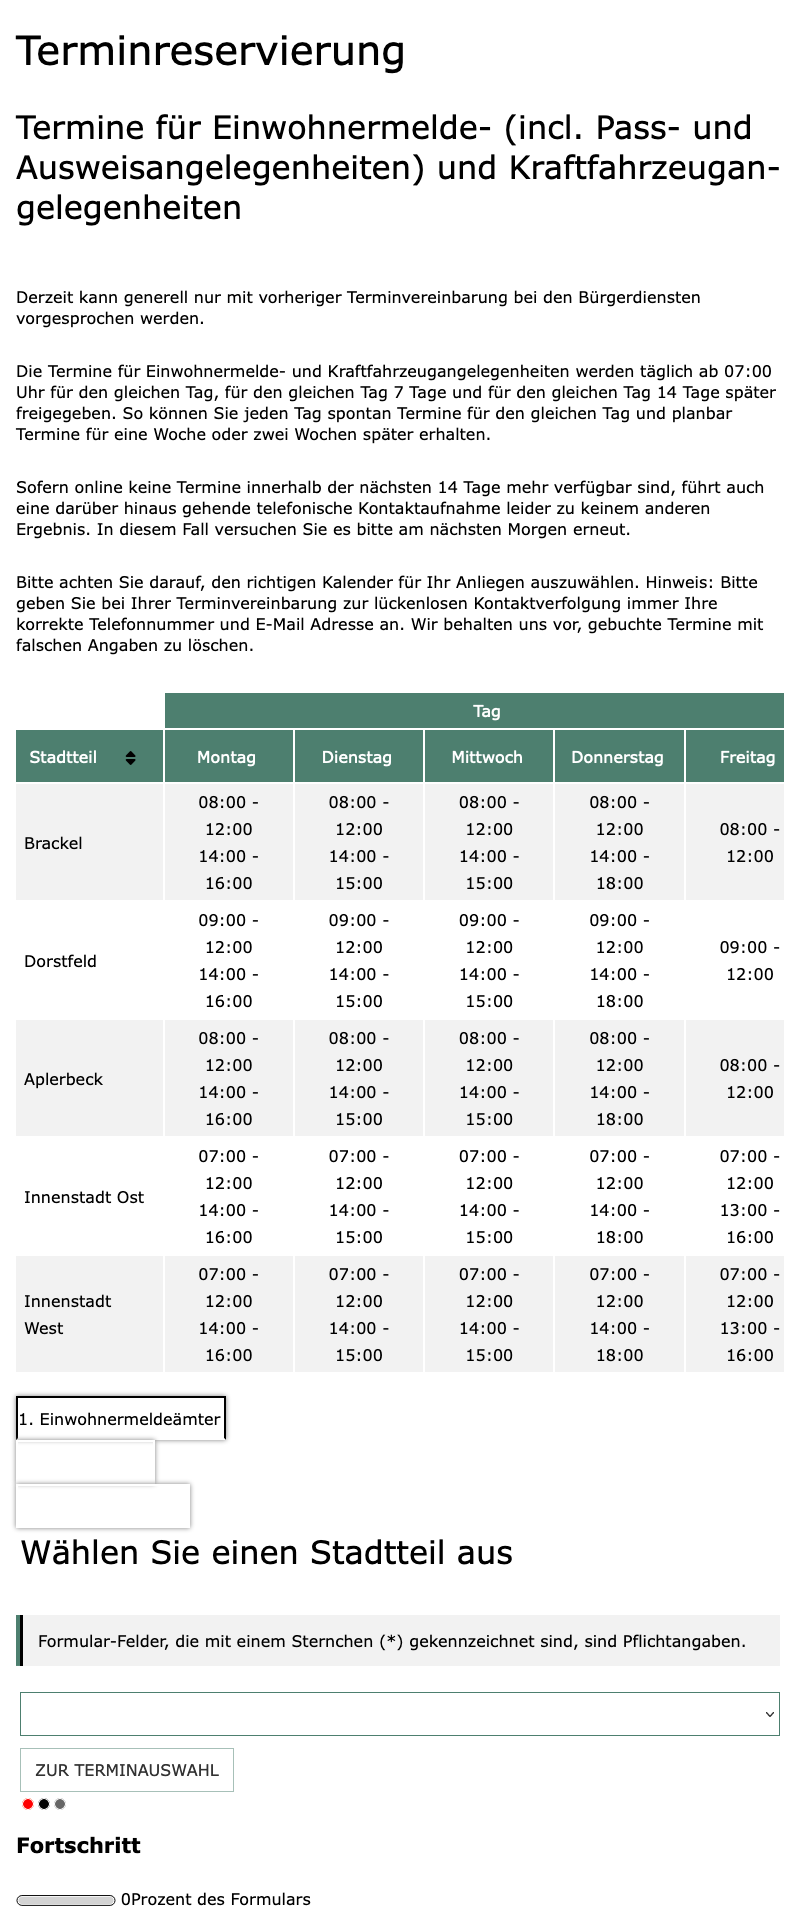 Terminreservierung
Termine für Einwohnermelde- (incl. Pass- und
Ausweisangelegenheiten) und Kraftfahrzeugan-
gelegenheiten
Derzeit kann generell nur mit vorheriger Terminvereinbarung bei den Bürgerdiensten
vorgesprochen werden.
Die Termine für Einwohnermelde- und Kraftfahrzeugangelegenheiten werden täglich ab 07:00
Uhr für den gleichen Tag, für den gleichen Tag 7 Tage und für den gleichen Tag 14 Tage später
freigegeben. So können Sie jeden Tag spontan Termine für den gleichen Tag und planbar
Termine für eine Woche oder zwei Wochen später erhalten.
Sofern online keine Termine innerhalb der nächsten 14 Tage mehr verfügbar sind, führt auch
eine darüber hinaus gehende telefonische Kontaktaufnahme leider zu keinem anderen
Ergebnis. In diesem Fall versuchen Sie es bitte am nächsten Morgen erneut.
Bitte achten Sie darauf, den richtigen Kalender für Ihr Anliegen auszuwählen. Hinweis: Bitte
geben Sie bei Ihrer Terminvereinbarung zur lückenlosen Kontaktverfolgung immer Ihre
korrekte Telefonnummer und E-Mail Adresse an. Wir behalten uns vor, gebuchte Termine mit
falschen Angaben zu löschen.
Tag
Stadtteil Montag Dienstag Mittwoch Donnerstag Freitag
08:00 - 08:00 - 08:00 - 08:00 -
12:00 12:00 12:00 12:00 08:00 -
Brackel
14:00 - 14:00 - 14:00 - 14:00 - 12:00
16:00 15:00 15:00 18:00
09:00 - 09:00 - 09:00 - 09:00 -
12:00 12:00 12:00 12:00 09:00 -
Dorstfeld
14:00 - 14:00 - 14:00 - 14:00 - 12:00
16:00 15:00 15:00 18:00
08:00 - 08:00 - 08:00 - 08:00 -
12:00 12:00 12:00 12:00 08:00 -
Aplerbeck
14:00 - 14:00 - 14:00 - 14:00 - 12:00
16:00 15:00 15:00 18:00
07:00 - 07:00 - 07:00 - 07:00 - 07:00 -
12:00 12:00 12:00 12:00 12:00
Innenstadt Ost
14:00 - 14:00 - 14:00 - 14:00 - 13:00 -
16:00 15:00 15:00 18:00 16:00
07:00 - 07:00 - 07:00 - 07:00 - 07:00 -
Innenstadt 12:00 12:00 12:00 12:00 12:00
West 14:00 - 14:00 - 14:00 - 14:00 - 13:00 -
16:00 15:00 15:00 18:00 16:00
1. Einwohnermeldeämter
Wählen Sie einen Stadtteil aus
Formular-Felder, die mit einem Sternchen (*) gekennzeichnet sind, sind Pflichtangaben.
ZUR TERMINAUSWAHL
Fortschritt
0Prozent des Formulars